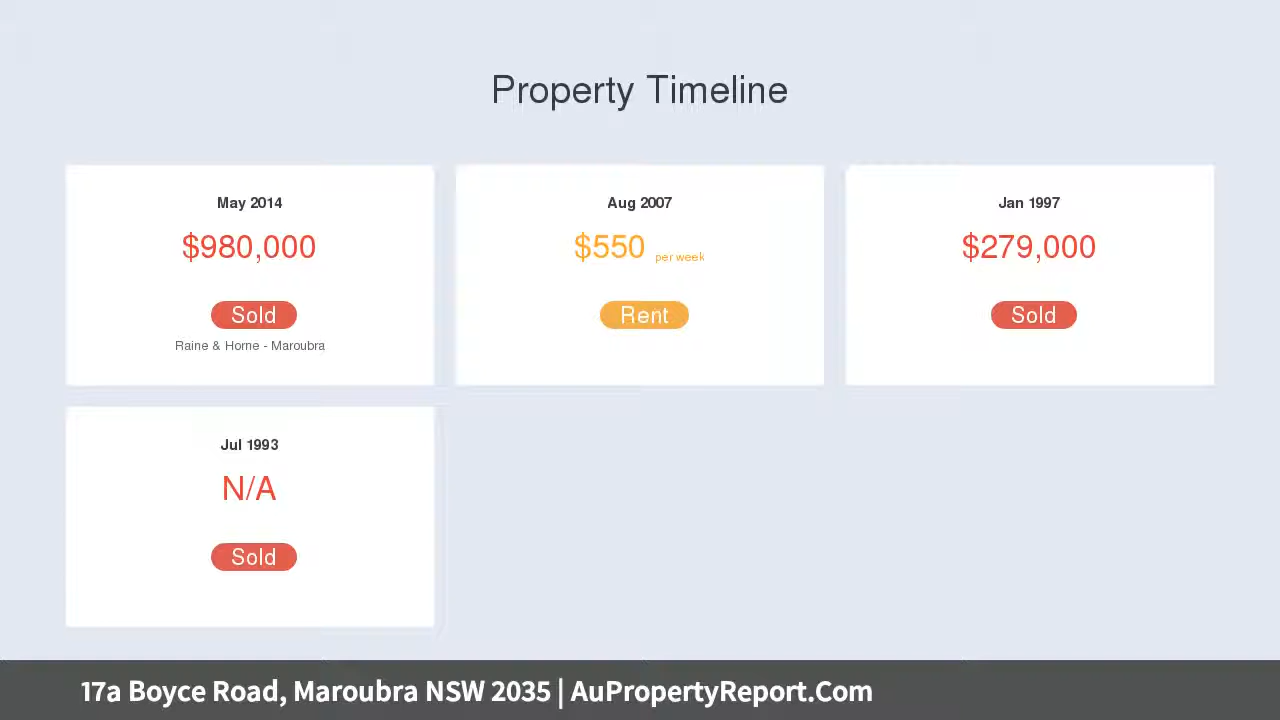 Property Timeline
May 2014
$980,000
Sold
Raine & Horne - Maroubra
Aug 2007
$550 per week
Rent
Jan 1997
$279,000
Sold
Jul 1993
N/A
Sold
17a Boyce Road, Maroubra NSW 2035 | AuPropertyReport.Com